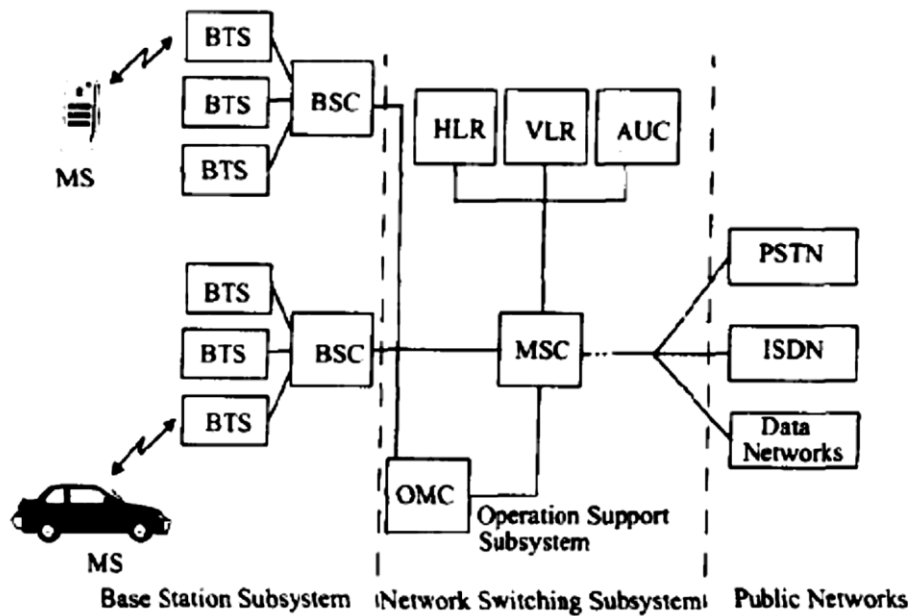 BTS
BTS
BTS
BSC
MS
HLR
VLR
AUC
PSTN
BTS
BTS
BTS
BSC
MSC
ISDN
Data
Networks
OMC
Operation Support
Subsystem
MS
Base Station Subsystem
Network Switching Subsystem
Public Networks